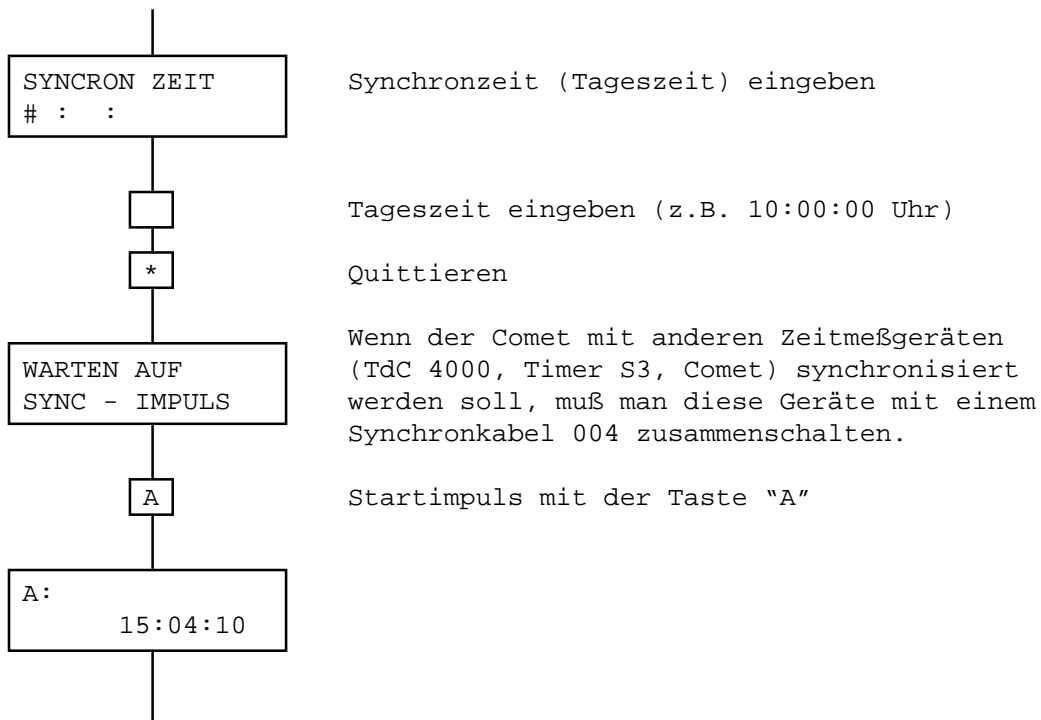 SYNCRON ZEIT
# :  :
Synchronzeit (Tageszeit) eingeben
Tageszeit eingeben (z.B. 10:00:00 Uhr)
*
Quittieren
WARTEN AUF
SYNC - IMPULS
Wenn der Comet mit anderen Zeitmeßgeräten
(TdC 4000, Timer S3, Comet) synchronisiert
werden soll, muß man diese Geräte mit einem
Synchronkabel 004 zusammenschalten.
A
Startimpuls mit der Taste “A”
A:
15:04:10